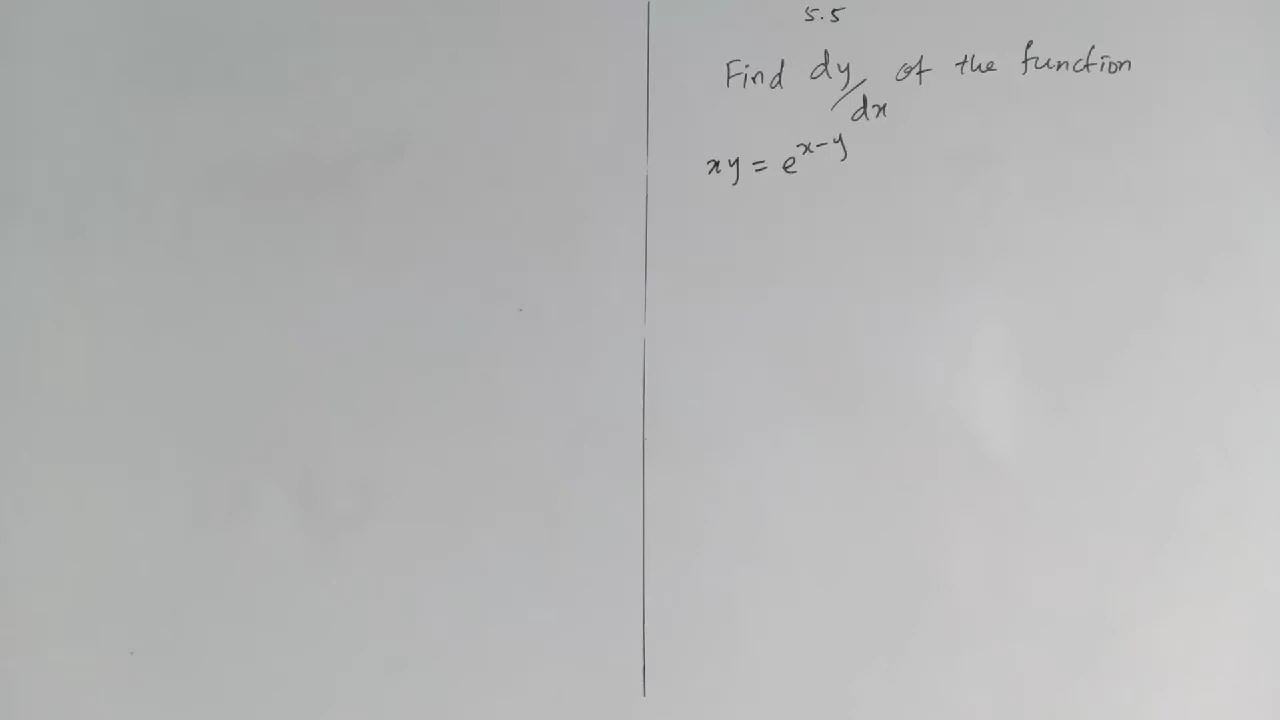 5.5
Find dy/dx of the function
xy = e^{x-y}